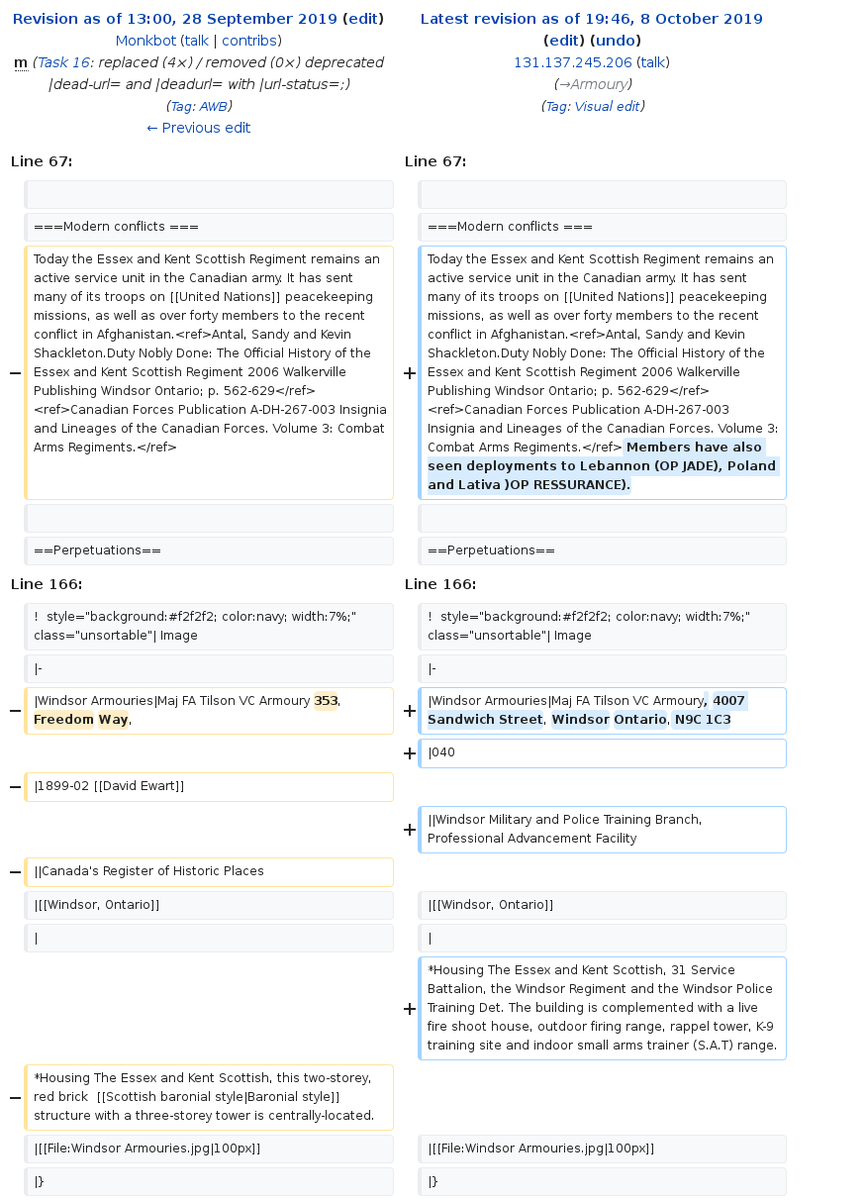 Revision as of 13:00, 28 September 2019 (edit)
Monkbot (talk | contribs)
m (Task 16: replaced (4×) / removed (0×) deprecated
|dead-url= and |deadurl= with |url-status=;)
(Tag: AWB)
← Previous edit
Latest revision as of 19:46, 8 October 2019
(edit) (undo)
131.137.245.206 (talk)
(→Armoury)
(Tag: Visual edit)
Line 67:
Line 67:
===Modern conflicts ===
===Modern conflicts ===
−
Today the Essex and Kent Scottish Regiment remains an
active service unit in the Canadian army. It has sent
many of its troops on [[United Nations]] peacekeeping
missions, as well as over forty members to the recent
conflict in Afghanistan.<ref>Antal, Sandy and Kevin
Shackleton.Duty Nobly Done: The Official History of the
Essex and Kent Scottish Regiment 2006 Walkerville
Publishing Windsor Ontario; p. 562-629</ref>
<ref>Canadian Forces Publication A-DH-267-003 Insignia
and Lineages of the Canadian Forces. Volume 3: Combat
Arms Regiments.</ref>
+
Today the Essex and Kent Scottish Regiment remains an
active service unit in the Canadian army. It has sent
many of its troops on [[United Nations]] peacekeeping
missions, as well as over forty members to the recent
conflict in Afghanistan.<ref>Antal, Sandy and Kevin
Shackleton.Duty Nobly Done: The Official History of the
Essex and Kent Scottish Regiment 2006 Walkerville
Publishing Windsor Ontario; p. 562-629</ref>
<ref>Canadian Forces Publication A-DH-267-003
Insignia and Lineages of the Canadian Forces. Volume 3:
Combat Arms Regiments.</ref> Members have also
seen deployments to Lebannon (OP JADE), Poland
and Lativa )OP RESSURANCE).
==Perpetuations==
==Perpetuations==
Line 166:
Line 166:
! style="background:#f2f2f2; color:navy; width:7%;"
class="unsortable"| Image
! style="background:#f2f2f2; color:navy; width:7%;"
class="unsortable"| Image
|-
|-
−
|Windsor Armouries|Maj FA Tilson VC Armoury 353,
Freedom Way,
+
|Windsor Armouries|Maj FA Tilson VC Armoury, 4007
Sandwich Street, Windsor Ontario, N9C 1C3
+
|040
−
|1899-02 [[David Ewart]]
+
||Windsor Military and Police Training Branch,
Professional Advancement Facility
−
||Canada's Register of Historic Places
|[[Windsor, Ontario]]
|[[Windsor, Ontario]]
|
|
+
*Housing The Essex and Kent Scottish, 31 Service
Battalion, the Windsor Regiment and the Windsor Police
Training Det. The building is complemented with a live
fire shoot house, outdoor firing range, rappel tower, K-9
training site and indoor small arms trainer (S.A.T) range.
−
*Housing The Essex and Kent Scottish, this two-storey,
red brick  [[Scottish baronial style|Baronial style]]
structure with a three-storey tower is centrally-located.
|[[File:Windsor Armouries.jpg|100px]]
|[[File:Windsor Armouries.jpg|100px]]
|}
|}